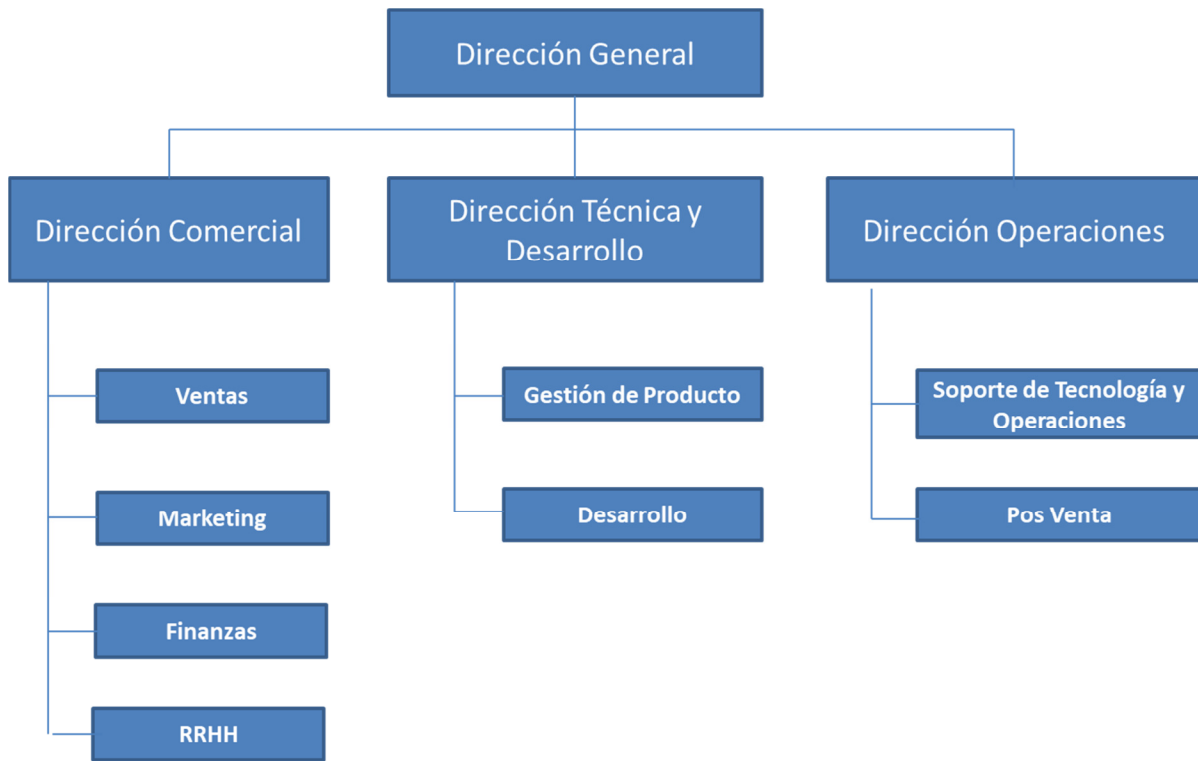 Dirección General
Dirección Comercial
Dirección Técnica y
Desarrollo
Dirección Operaciones
Ventas
Marketing
Finanzas
RRHH
Gestión de Producto
Desarrollo
Soporte de Tecnología y
Operaciones
Pos Venta